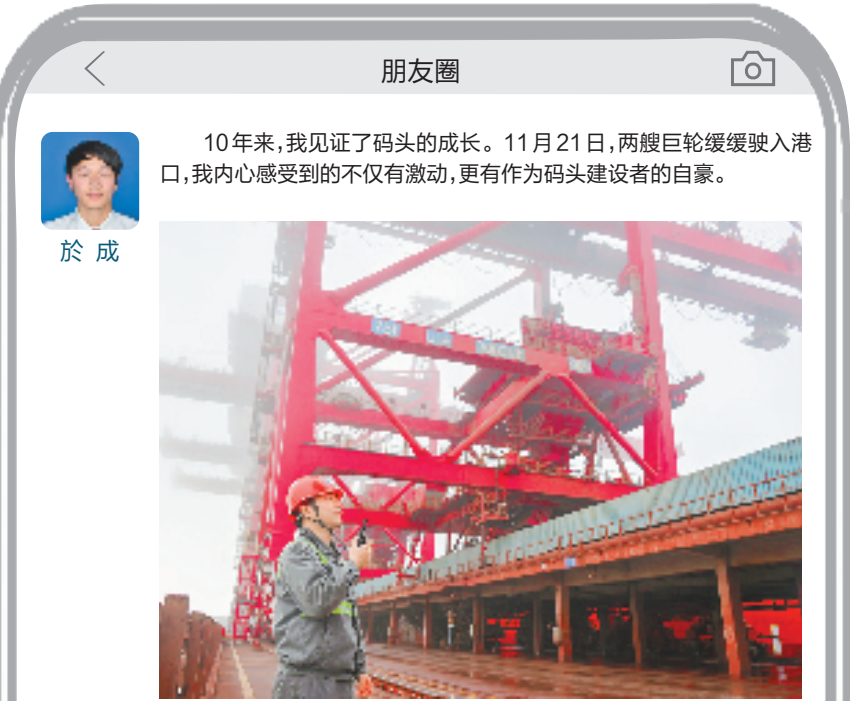 朋友圈
10年来,我见证了码头的成长。11月21日,两艘巨轮缓缓驶入港
口,我内心感受到的不仅有激动,更有作为码头建设者的自豪。
於 成